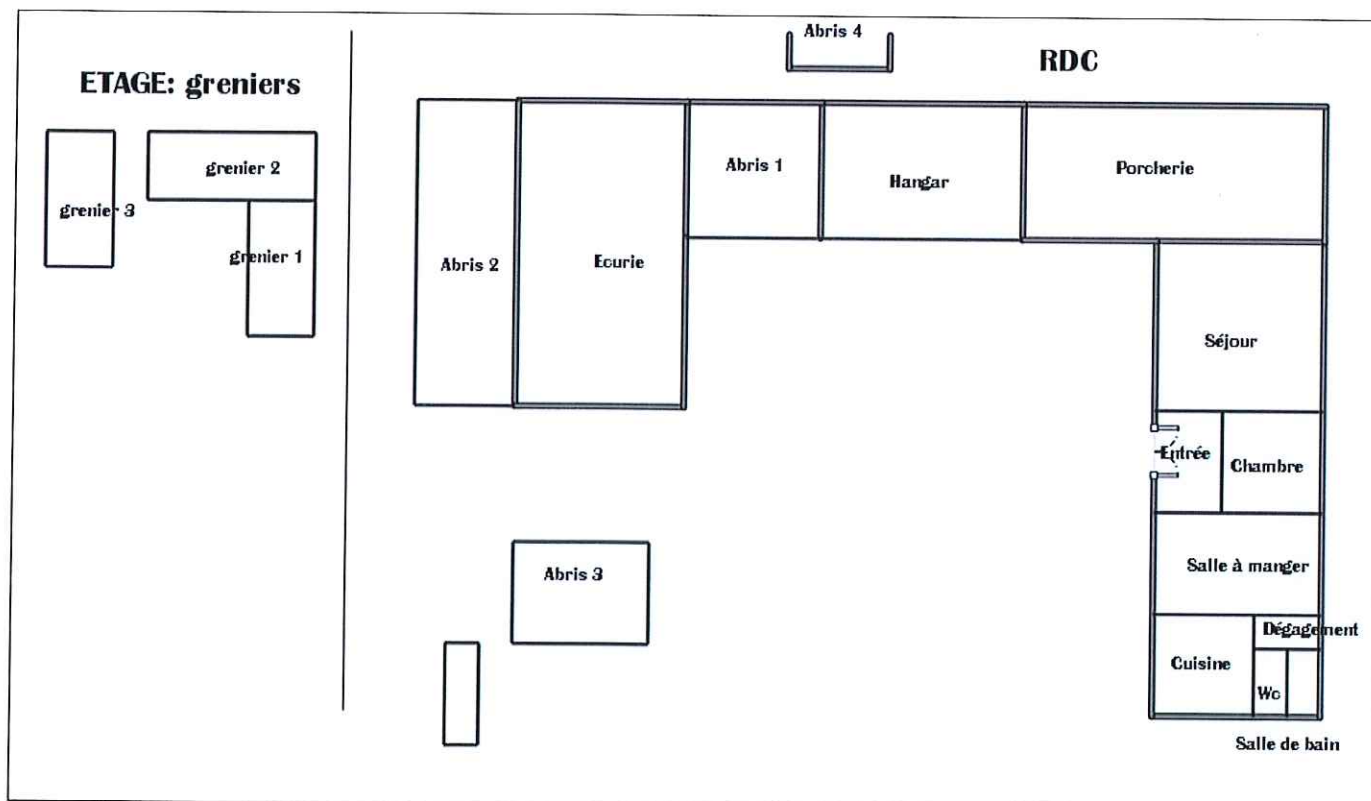 Abris 4
RDC
ETAGE: greniers
grenier 2
grenier 3
grenier 1
Abris 1
Hangar
Porcherie
Abris 2
Ecurie
Séjour
Entrée
Chambre
Abris 3
Salle à manger
Dégagement
Cuisine
Wc
Salle de bain